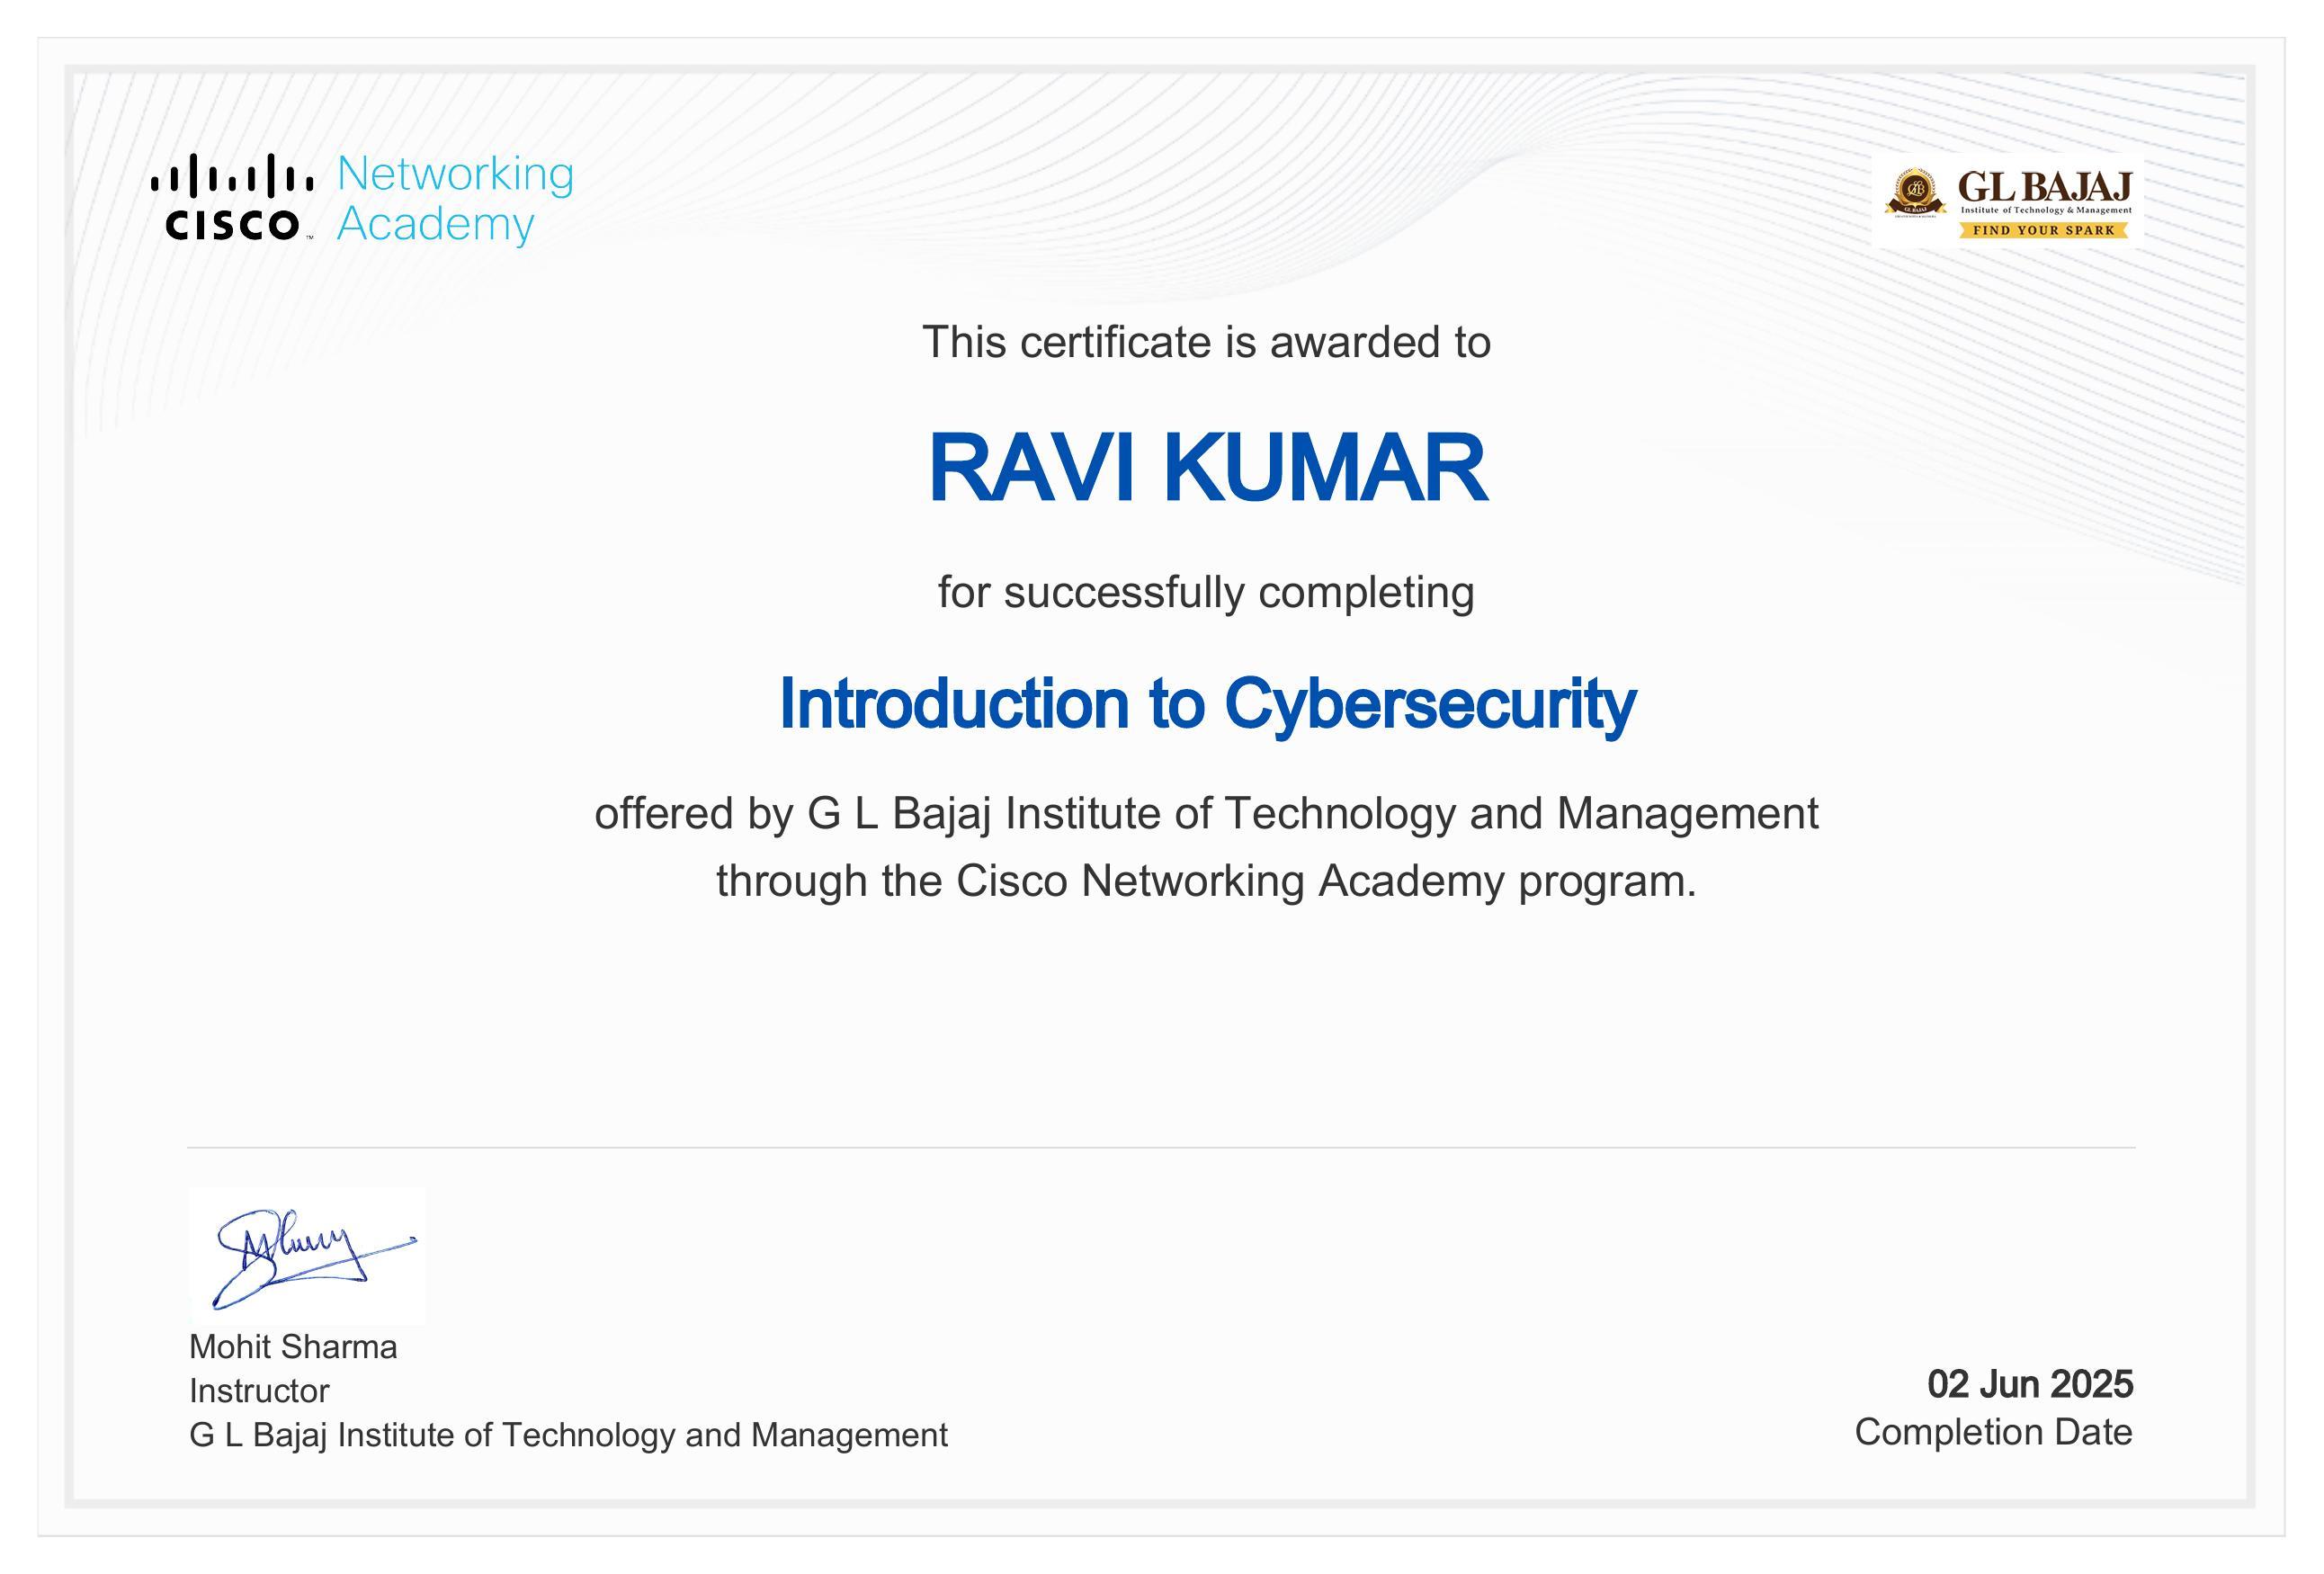 Networking
Academy
CISCO
GL BAJAJ
Institute of Technology & Management
FIND YOUR SPARK
This certificate is awarded to
RAVI KUMAR
for successfully completing
Introduction to Cybersecurity
offered by G L Bajaj Institute of Technology and Management
through the Cisco Networking Academy program.
Mohit Sharma
Instructor
G L Bajaj Institute of Technology and Management
02 Jun 2025
Completion Date